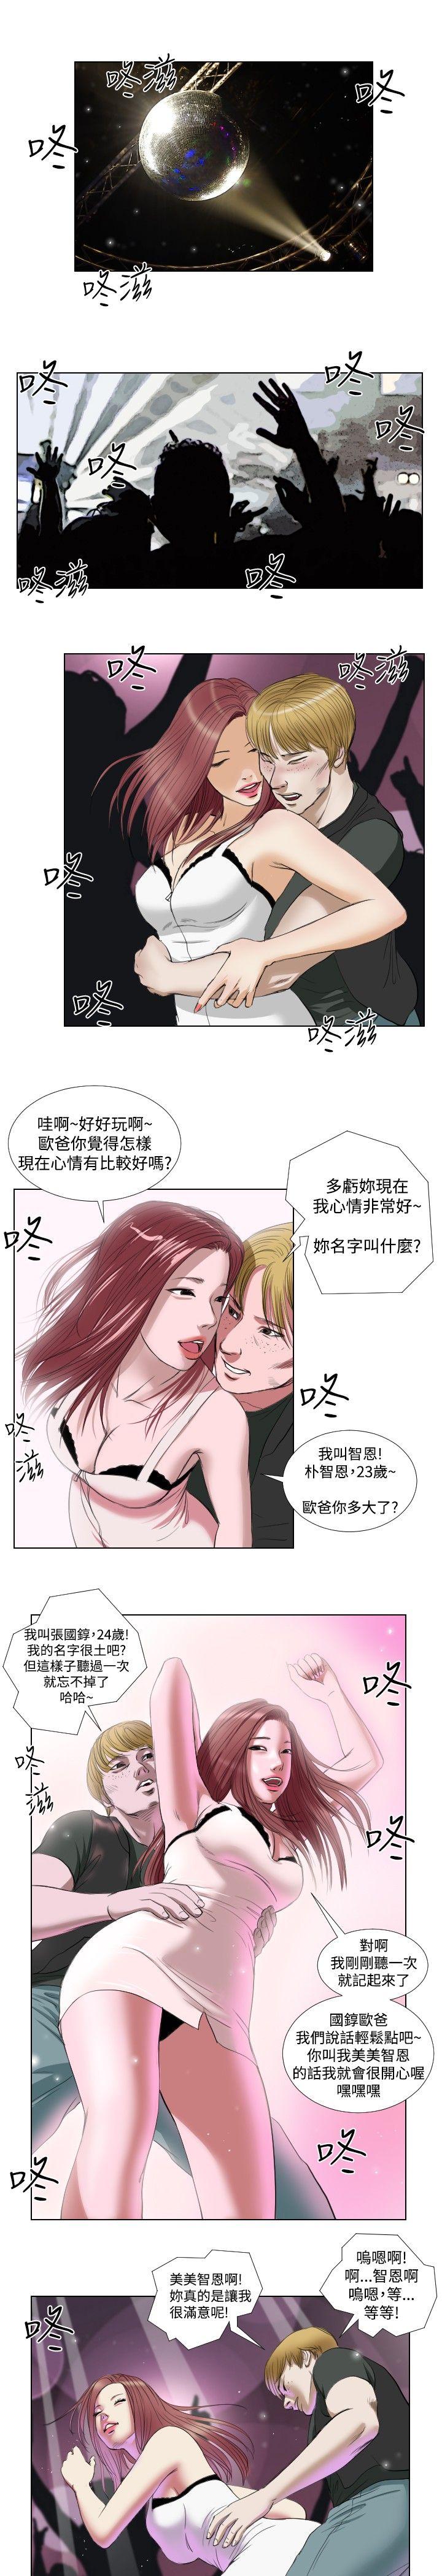 咚
滋
咚
咚
咚
滋
咚
咚
咚
咚
咚
滋
咚
咚
咚
滋
咚
咚
咚
滋
哇啊~好好玩啊~
歐爸你覺得怎樣
現在心情有比較好嗎?
多虧妳現在
我心情非常好~
妳名字叫什麼?
咚
咚
咚
滋
我叫智恩!
朴智恩,23歲~
歐爸你多大了?
我叫張國錞,24歲!
我的名字很土吧?
但這樣子聽過一次
就忘不掉了
哈哈~
咚
咚
滋
咚
對啊
我剛剛聽一次
就記起來了
國錞歐爸
我們說話輕鬆點吧~
你叫我美美智恩
的話我就會很開心喔
嘿嘿嘿
咚
咚
美美智恩啊!
妳真的是讓我
很滿意呢!
嗚嗯啊!
啊...智恩啊
嗚嗯,等...
等等!
咚